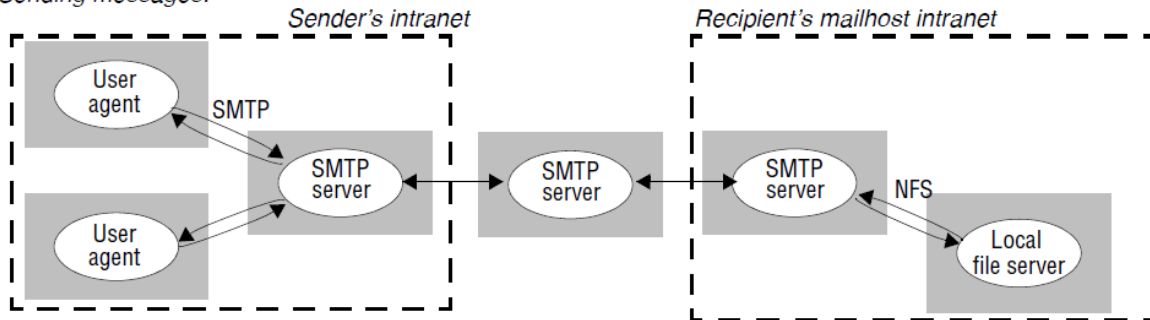 Sending messages:
Sender's intranet
Recipient's mailhost intranet
User
agent
SMTP
SMTP
server
SMTP
server
SMTP
server
NFS
User
agent
Local
file server